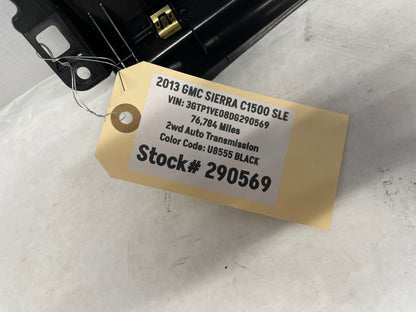 2013 GMC SIERRA C1500 SLE
VIN: 3GTP1VE08DG290569
76,784 Miles
2wd Auto Transmission
Color Code: U8555 BLACK
Stock# 290569